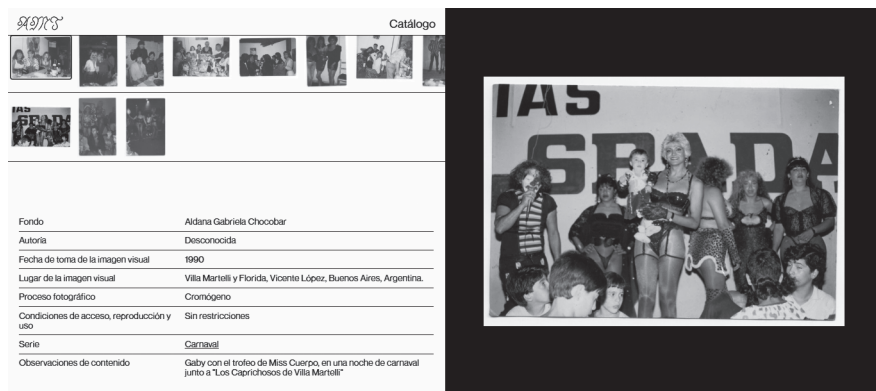 AMT
Catálogo
IAS
SPADA
Fondo Aldana Gabriela Chocobar
Autoría Desconocida
Fecha de toma de la imagen visual 1990
Lugar de la imagen visual Villa Martelli y Florida, Vicente López, Buenos Aires, Argentina.
Proceso fotográfico Cromógeno
Condiciones de acceso, reproducción y Sin restricciones
uso
Serie Carnaval
Observaciones de contenido Gaby con el trofeo de Miss Cuerpo, en una noche de carnaval
junto a "Los Caprichosos de Villa Martelli"